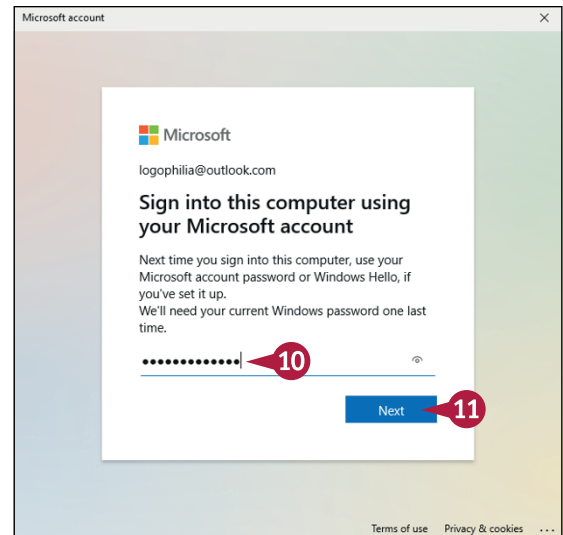 Microsoft account
Microsoft
logophilia@outlook.com
Sign into this computer using
your Microsoft account
Next time you sign into this computer, use your
Microsoft account password or Windows Hello, if
you've set it up.
We'll need your current Windows password one last
time.
•••••••••••••
10
Next
11
Terms of use Privacy & cookies ...